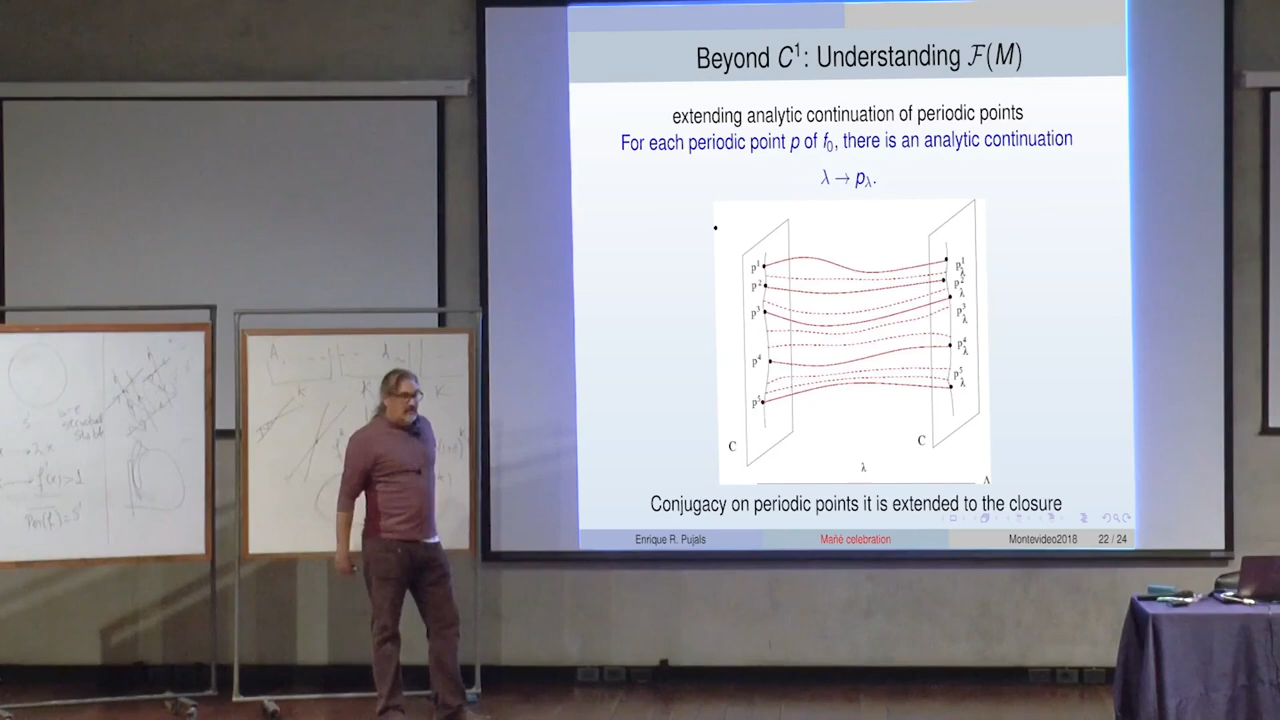 Beyond C¹: Understanding ℱ(M)
extending analytic continuation of periodic points
For each periodic point p of f₀, there is an analytic continuation
λ → p_λ.
p¹
p²
p³
p⁴
p⁵
C
p¹_λ
p²_λ
p³_λ
p⁴_λ
p⁵_λ
C
λ
Λ
Conjugacy on periodic points it is extended to the closure
Enrique R. Pujals
Mañé celebration
Montevideo2018
22 / 24
S'
→ 2x
→ f'(x)>1
Per(f)=S'
A
K
K
K